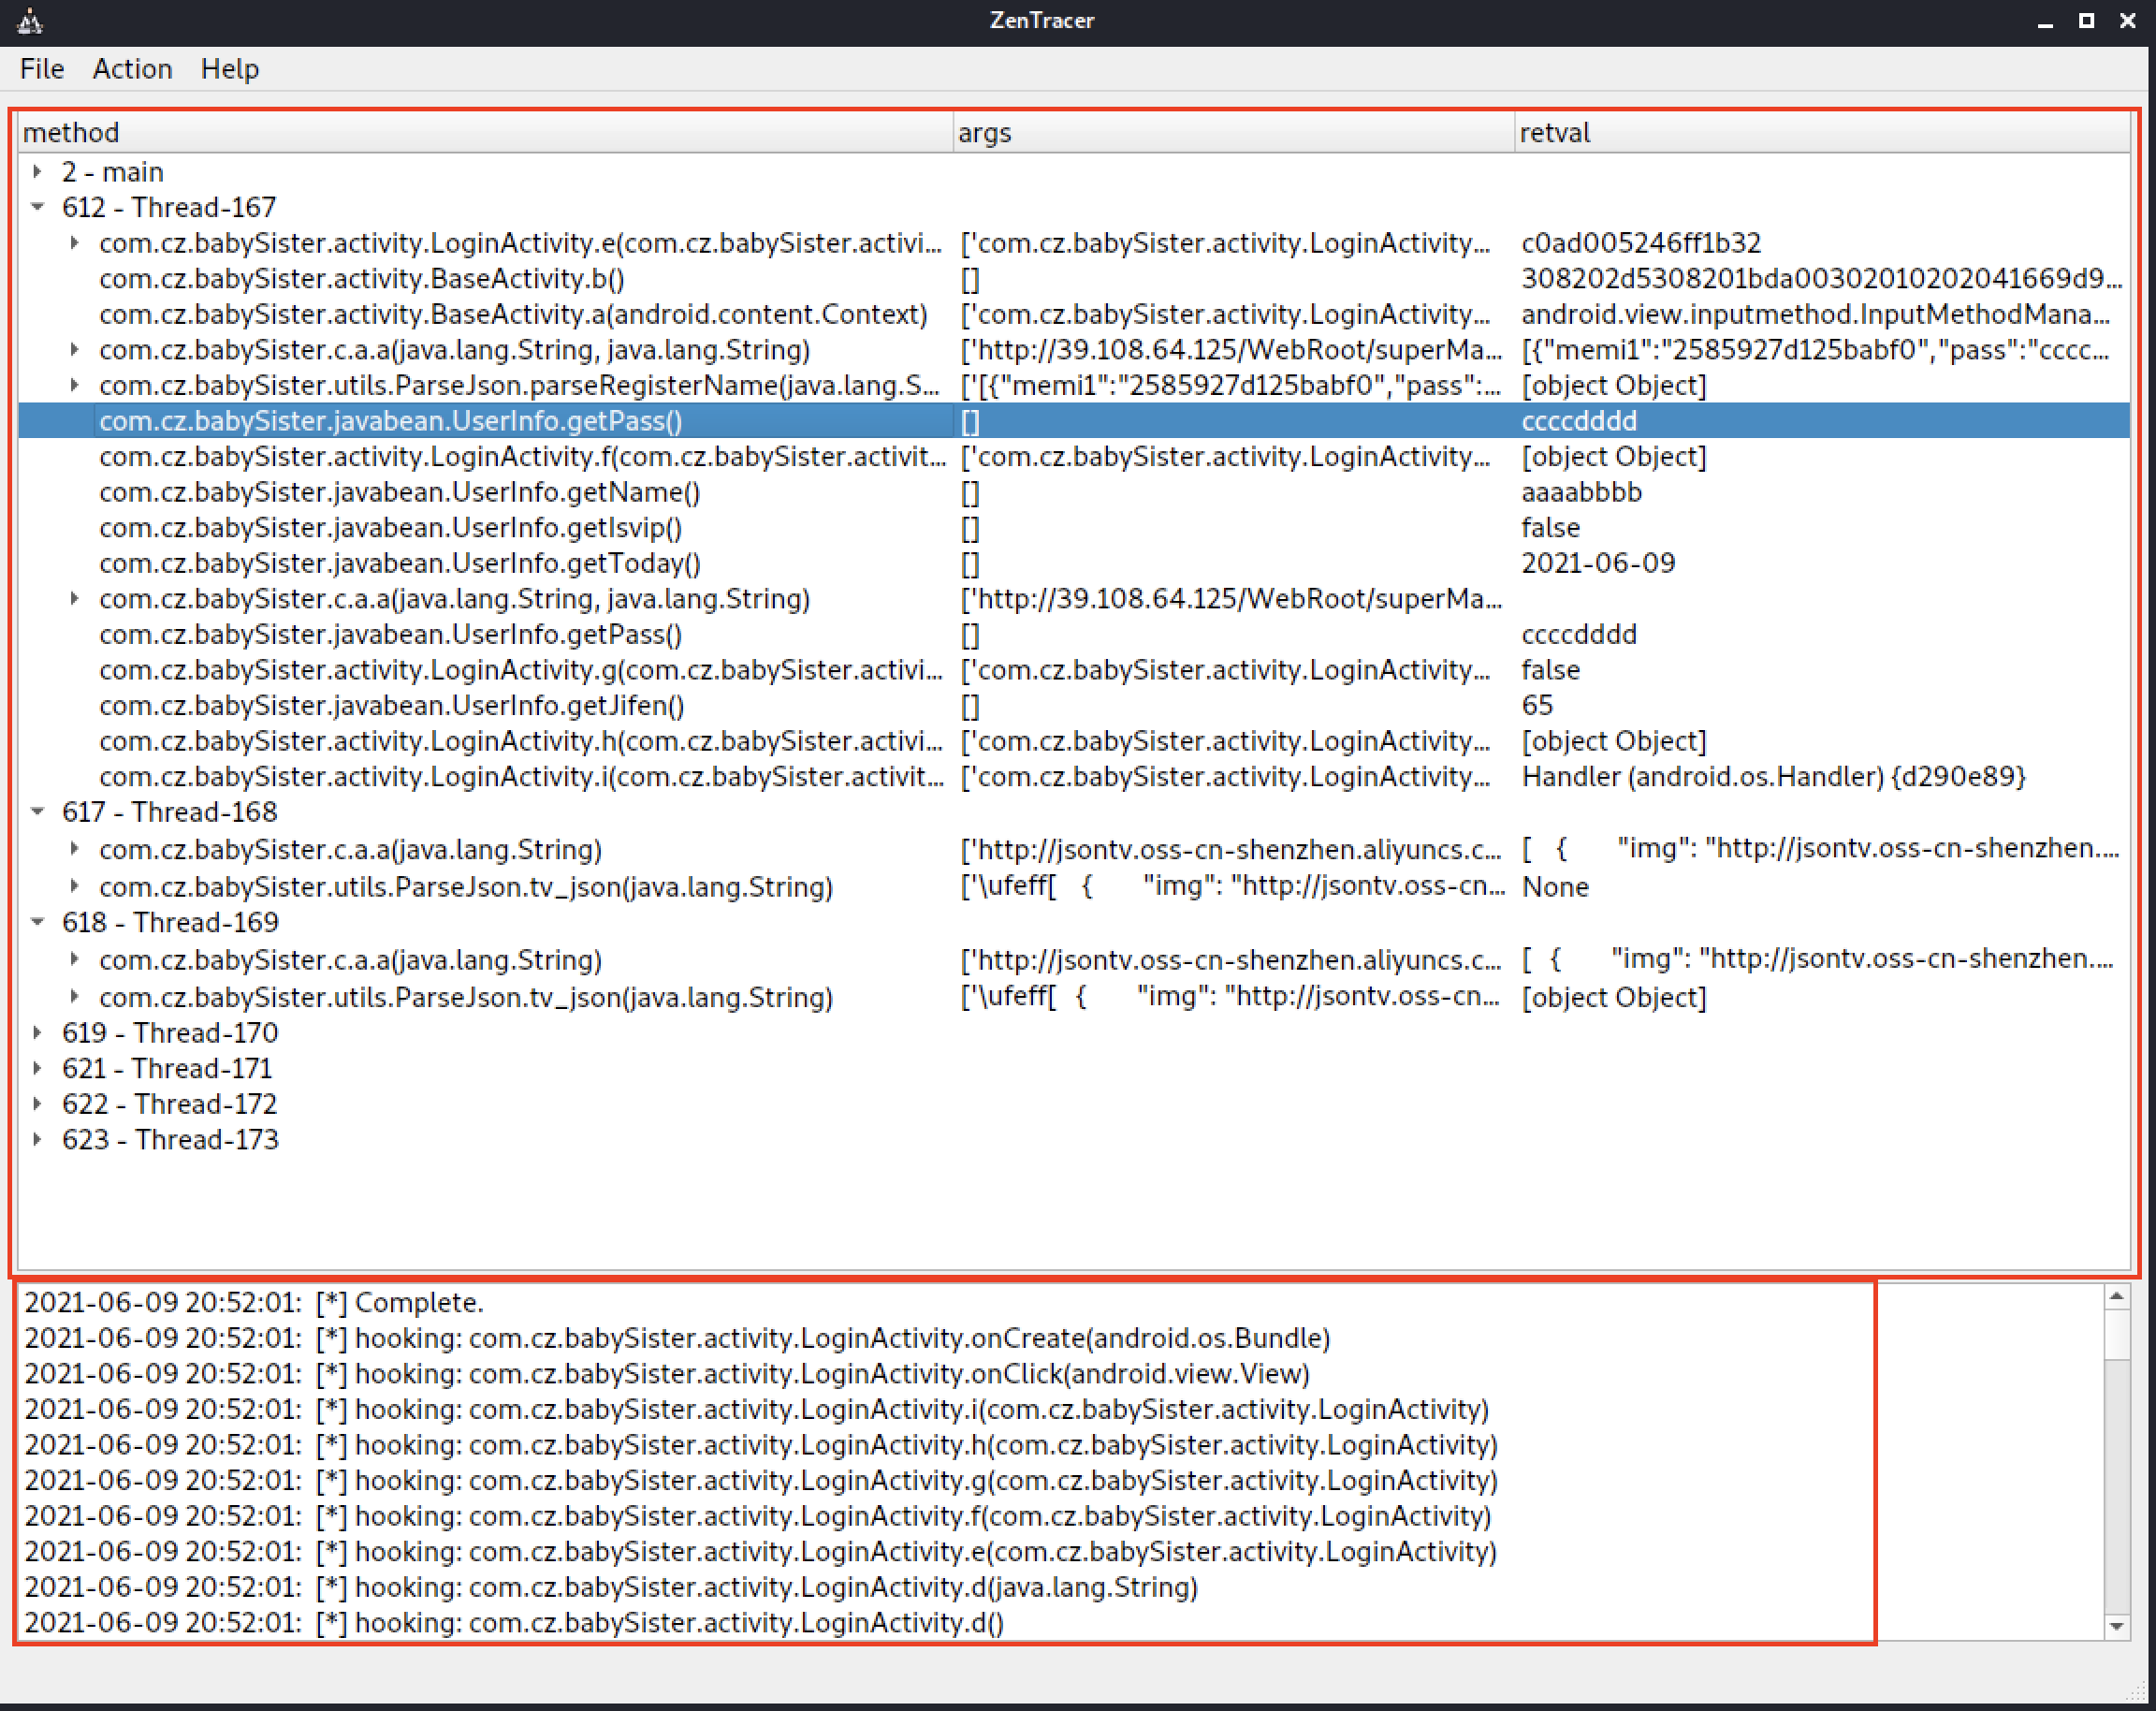 ZenTracer
File Action Help
method args retval
2 - main
612 - Thread-167
com.cz.babySister.activity.LoginActivity.e(com.cz.babySister.activi... ['com.cz.babySister.activity.LoginActivity... c0ad005246ff1b32
com.cz.babySister.activity.BaseActivity.b() [] 308202d5308201bda00302010202041669d9...
com.cz.babySister.activity.BaseActivity.a(android.content.Context) ['com.cz.babySister.activity.LoginActivity... android.view.inputmethod.InputMethodMana...
com.cz.babySister.c.a.a(java.lang.String, java.lang.String) ['http://39.108.64.125/WebRoot/superMa... [{"memi1":"2585927d125babf0","pass":"cccc...
com.cz.babySister.utils.ParseJson.parseRegisterName(java.lang.S... ['[{"memi1":"2585927d125babf0","pass":... [object Object]
com.cz.babySister.javabean.UserInfo.getPass() [] ccccdddd
com.cz.babySister.activity.LoginActivity.f(com.cz.babySister.activit... ['com.cz.babySister.activity.LoginActivity... [object Object]
com.cz.babySister.javabean.UserInfo.getName() [] aaaabbbb
com.cz.babySister.javabean.UserInfo.getIsvip() [] false
com.cz.babySister.javabean.UserInfo.getToday() [] 2021-06-09
com.cz.babySister.c.a.a(java.lang.String, java.lang.String) ['http://39.108.64.125/WebRoot/superMa...
com.cz.babySister.javabean.UserInfo.getPass() [] ccccdddd
com.cz.babySister.activity.LoginActivity.g(com.cz.babySister.activi... ['com.cz.babySister.activity.LoginActivity... false
com.cz.babySister.javabean.UserInfo.getJifen() [] 65
com.cz.babySister.activity.LoginActivity.h(com.cz.babySister.activi... ['com.cz.babySister.activity.LoginActivity... [object Object]
com.cz.babySister.activity.LoginActivity.i(com.cz.babySister.activit... ['com.cz.babySister.activity.LoginActivity... Handler (android.os.Handler) {d290e89}
617 - Thread-168
com.cz.babySister.c.a.a(java.lang.String) ['http://jsontv.oss-cn-shenzhen.aliyuncs.c... [ { "img": "http://jsontv.oss-cn-shenzhen....
com.cz.babySister.utils.ParseJson.tv_json(java.lang.String) ['\ufeff[ { "img": "http://jsontv.oss-cn... None
618 - Thread-169
com.cz.babySister.c.a.a(java.lang.String) ['http://jsontv.oss-cn-shenzhen.aliyuncs.c... [ { "img": "http://jsontv.oss-cn-shenzhen....
com.cz.babySister.utils.ParseJson.tv_json(java.lang.String) ['\ufeff[ { "img": "http://jsontv.oss-cn... [object Object]
619 - Thread-170
621 - Thread-171
622 - Thread-172
623 - Thread-173
2021-06-09 20:52:01: [*] Complete.
2021-06-09 20:52:01: [*] hooking: com.cz.babySister.activity.LoginActivity.onCreate(android.os.Bundle)
2021-06-09 20:52:01: [*] hooking: com.cz.babySister.activity.LoginActivity.onClick(android.view.View)
2021-06-09 20:52:01: [*] hooking: com.cz.babySister.activity.LoginActivity.i(com.cz.babySister.activity.LoginActivity)
2021-06-09 20:52:01: [*] hooking: com.cz.babySister.activity.LoginActivity.h(com.cz.babySister.activity.LoginActivity)
2021-06-09 20:52:01: [*] hooking: com.cz.babySister.activity.LoginActivity.g(com.cz.babySister.activity.LoginActivity)
2021-06-09 20:52:01: [*] hooking: com.cz.babySister.activity.LoginActivity.f(com.cz.babySister.activity.LoginActivity)
2021-06-09 20:52:01: [*] hooking: com.cz.babySister.activity.LoginActivity.e(com.cz.babySister.activity.LoginActivity)
2021-06-09 20:52:01: [*] hooking: com.cz.babySister.activity.LoginActivity.d(java.lang.String)
2021-06-09 20:52:01: [*] hooking: com.cz.babySister.activity.LoginActivity.d()